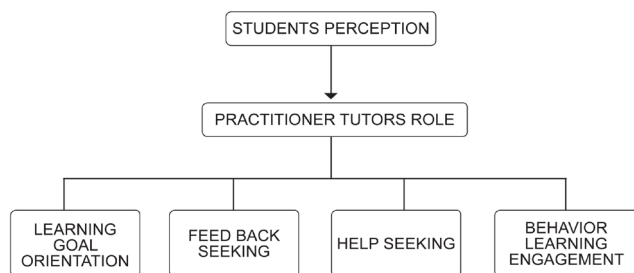 STUDENTS PERCEPTION
PRACTITIONER TUTORS ROLE
LEARNING
GOAL
ORIENTATION
FEED BACK
SEEKING
HELP SEEKING
BEHAVIOR
LEARNING
ENGAGEMENT